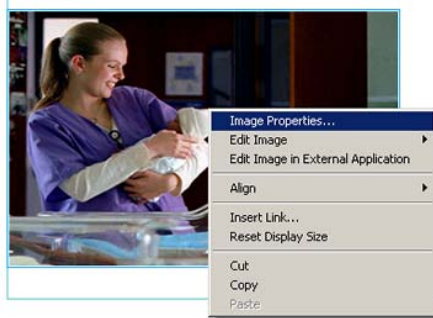 Image Properties...
Edit Image
Edit Image in External Application
Align
Insert Link...
Reset Display Size
Cut
Copy
Paste